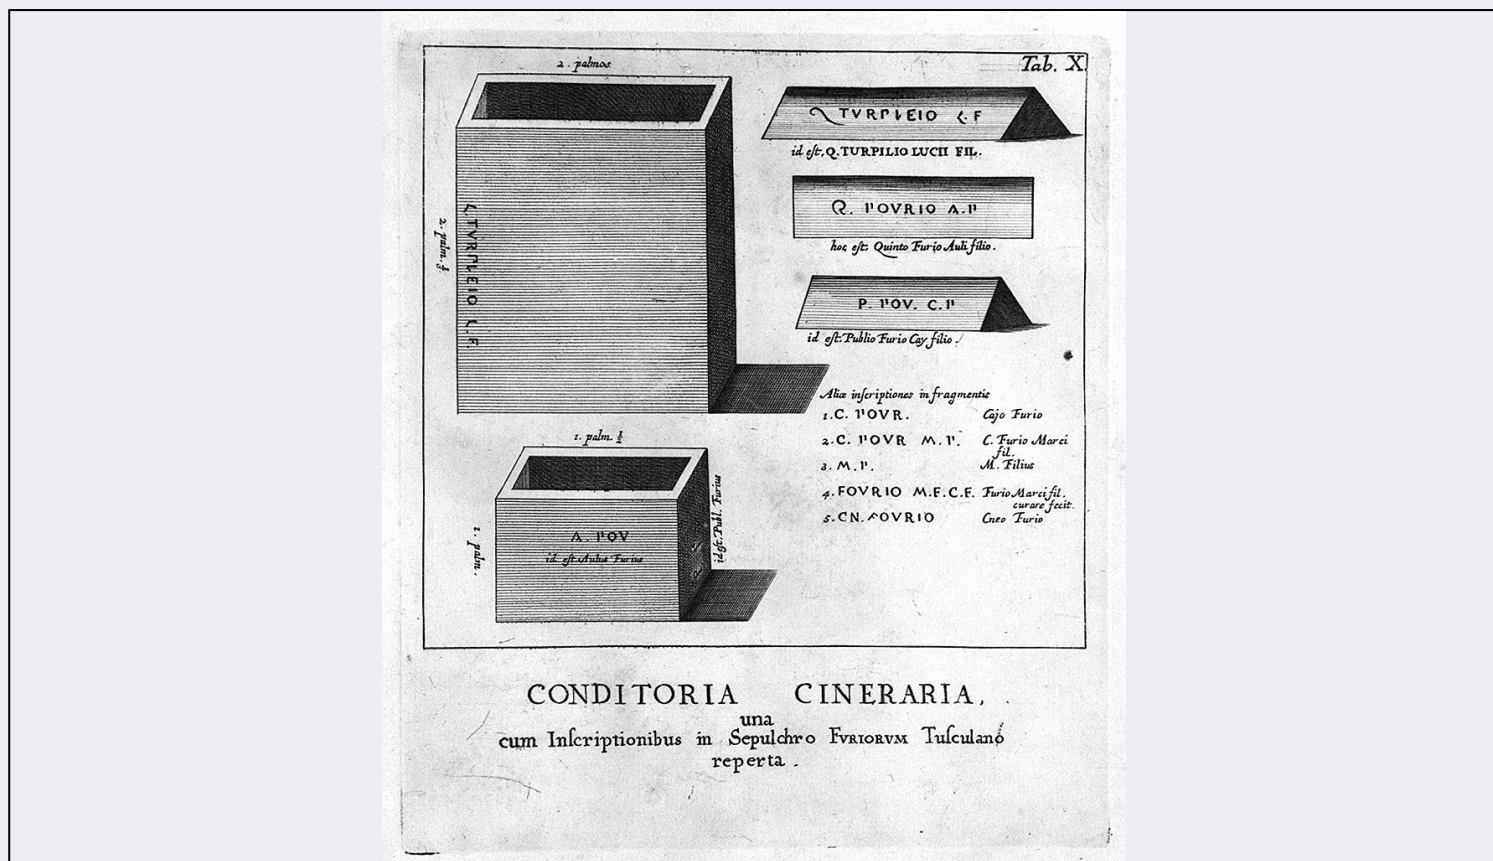 Tab. X.
2. palmos
2. palm. ⅓.
L. TVRPLEIO L. F.
Q TVRPLEIO L. F
id est, Q. TURPILIO LUCII FIL.
Q. FOVRIO A. F
hoc est: Quinto Furio Auli filio.
P. FOV. C. F
id est. Publio Furio Cay filio.
Aliæ inſcriptiones in fragmentis
1. C. FOVR. Cajo Furio
2. C. FOVR M. F. C. Furio Marci
fil.
3. M. F. M. Filius
4. FOVRIO M.F.C.F. Furio Marci fil.
curare fecit.
5. CN. FOVRIO Cneo Furio
1. palm. ½
1. palm.
A. FOV
id est Aulus Furius
id est. Publ. Furius
CONDITORIA CINERARIA,
una
cum Inſcriptionibus in Sepulchro FVRIORVM Tuſculano
reperta.